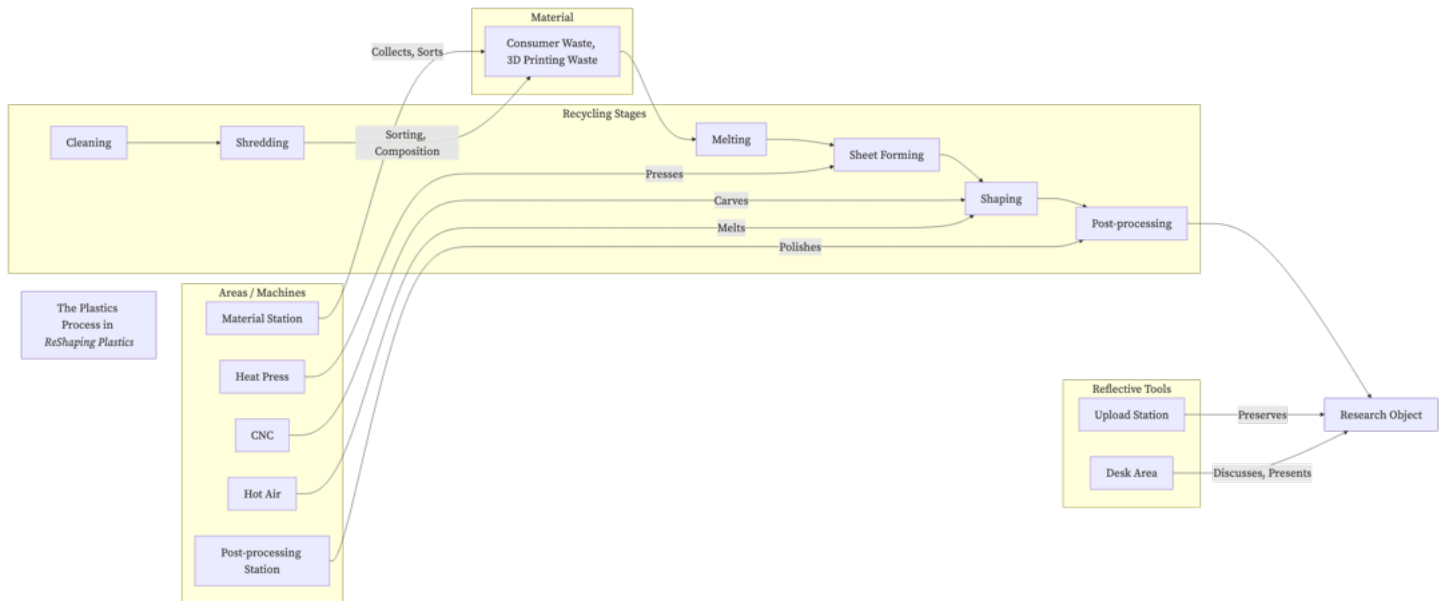 Material
Consumer Waste,
3D Printing Waste
Collects, Sorts
Recycling Stages
Cleaning
Shredding
Sorting,
Composition
Melting
Sheet Forming
Presses
Shaping
Carves
Melts
Post-processing
Polishes
The Plastics
Process in
ReShaping Plastics
Areas / Machines
Material Station
Heat Press
CNC
Hot Air
Post-processing
Station
Reflective Tools
Upload Station
Preserves
Research Object
Desk Area
Discusses, Presents